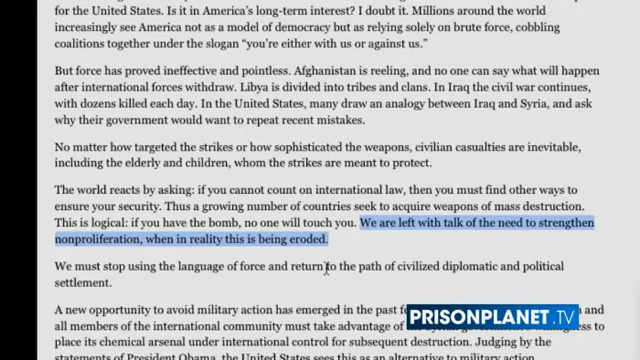 for the United States. Is it in America's long-term interest? I doubt it. Millions around the world
increasingly see America not as a model of democracy but as relying solely on brute force, cobbling
coalitions together under the slogan “you're either with us or against us.”
But force has proved ineffective and pointless. Afghanistan is reeling, and no one can say what will happen
after international forces withdraw. Libya is divided into tribes and clans. In Iraq the civil war continues,
with dozens killed each day. In the United States, many draw an analogy between Iraq and Syria, and ask
why their government would want to repeat recent mistakes.
No matter how targeted the strikes or how sophisticated the weapons, civilian casualties are inevitable,
including the elderly and children, whom the strikes are meant to protect.
The world reacts by asking: if you cannot count on international law, then you must find other ways to
ensure your security. Thus a growing number of countries seek to acquire weapons of mass destruction.
This is logical: if you have the bomb, no one will touch you. We are left with talk of the need to strengthen
nonproliferation, when in reality this is being eroded.
We must stop using the language of force and return to the path of civilized diplomatic and political
settlement.
A new opportunity to avoid military action has emerged in the past
all members of the international community must take advantage of
place its chemical arsenal under international control for subsequent destruction. Judging by the
statements of President Obama, the United States sees this as an alternative to military action.
PRISONPLANET.TV